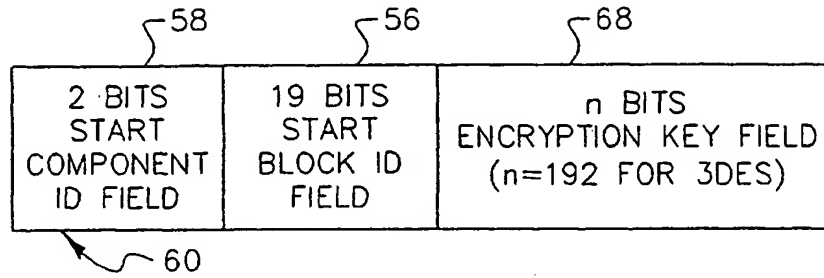 58
56
68
2 BITS
START
COMPONENT
ID FIELD
19 BITS
START
BLOCK ID
FIELD
n BITS
ENCRYPTION KEY FIELD
(n=192 FOR 3DES)
60